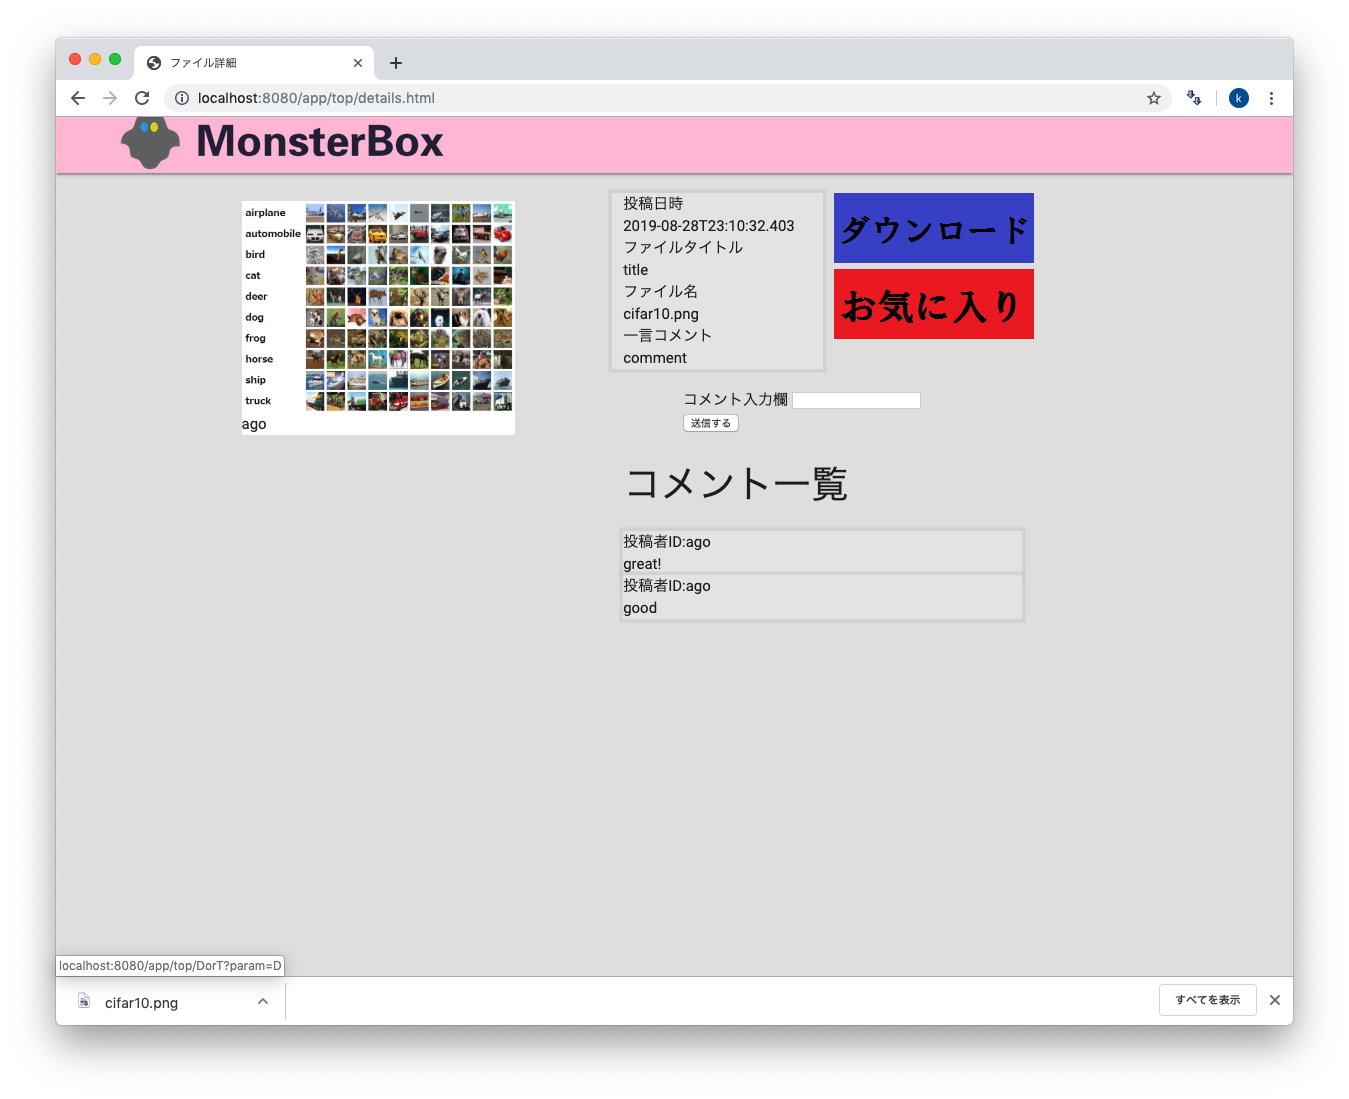 ファイル詳細
localhost:8080/app/top/details.html
k
MonsterBox
airplane
automobile
bird
cat
deer
dog
frog
horse
ship
truck
ago
投稿日時
2019-08-28T23:10:32.403
ファイルタイトル
title
ファイル名
cifar10.png
一言コメント
comment
ダウンロード
お気に入り
コメント入力欄
送信する
コメント一覧
投稿者ID:ago
great!
投稿者ID:ago
good
localhost:8080/app/top/DorT?param=D
cifar10.png
すべてを表示